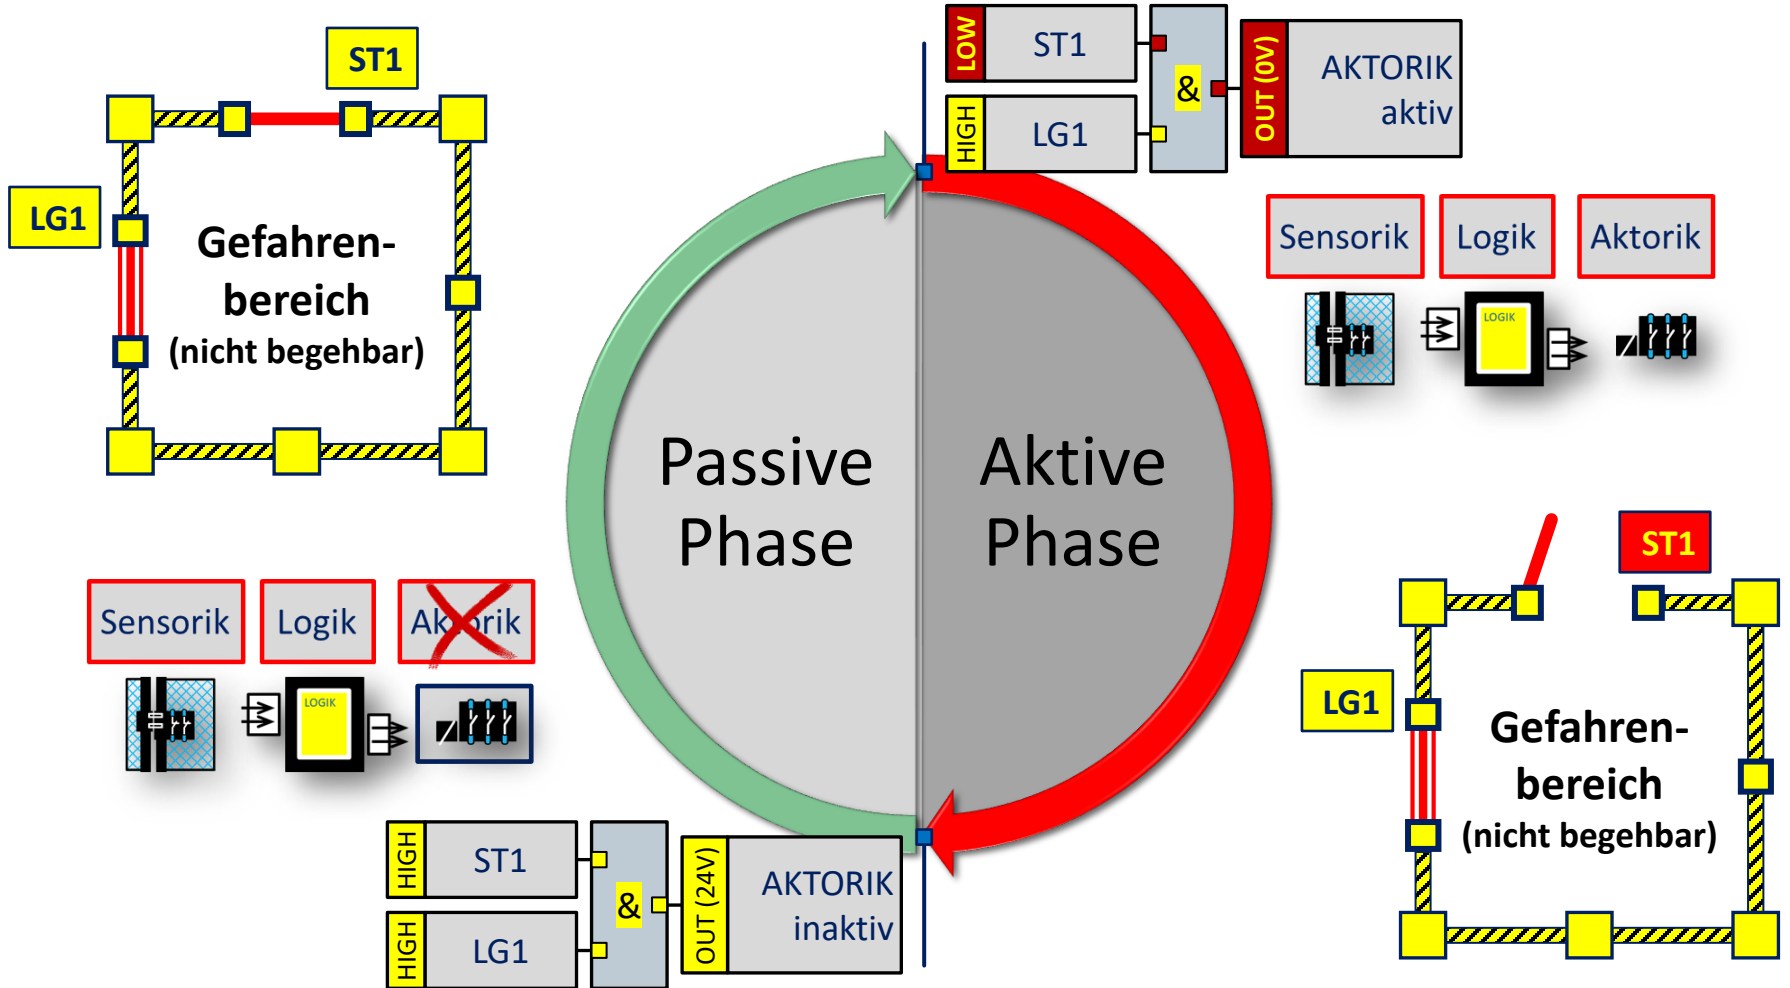 ST1
LG1
Gefahren-
bereich
(nicht begehbar)
LOW
ST1
HIGH
LG1
&
OUT (0V)
AKTORIK
aktiv
Sensorik
Logik
Aktorik
LOGIK
Passive
Phase
Aktive
Phase
Sensorik
Logik
Aktorik
LOGIK
HIGH
ST1
HIGH
LG1
&
OUT (24V)
AKTORIK
inaktiv
ST1
LG1
Gefahren-
bereich
(nicht begehbar)